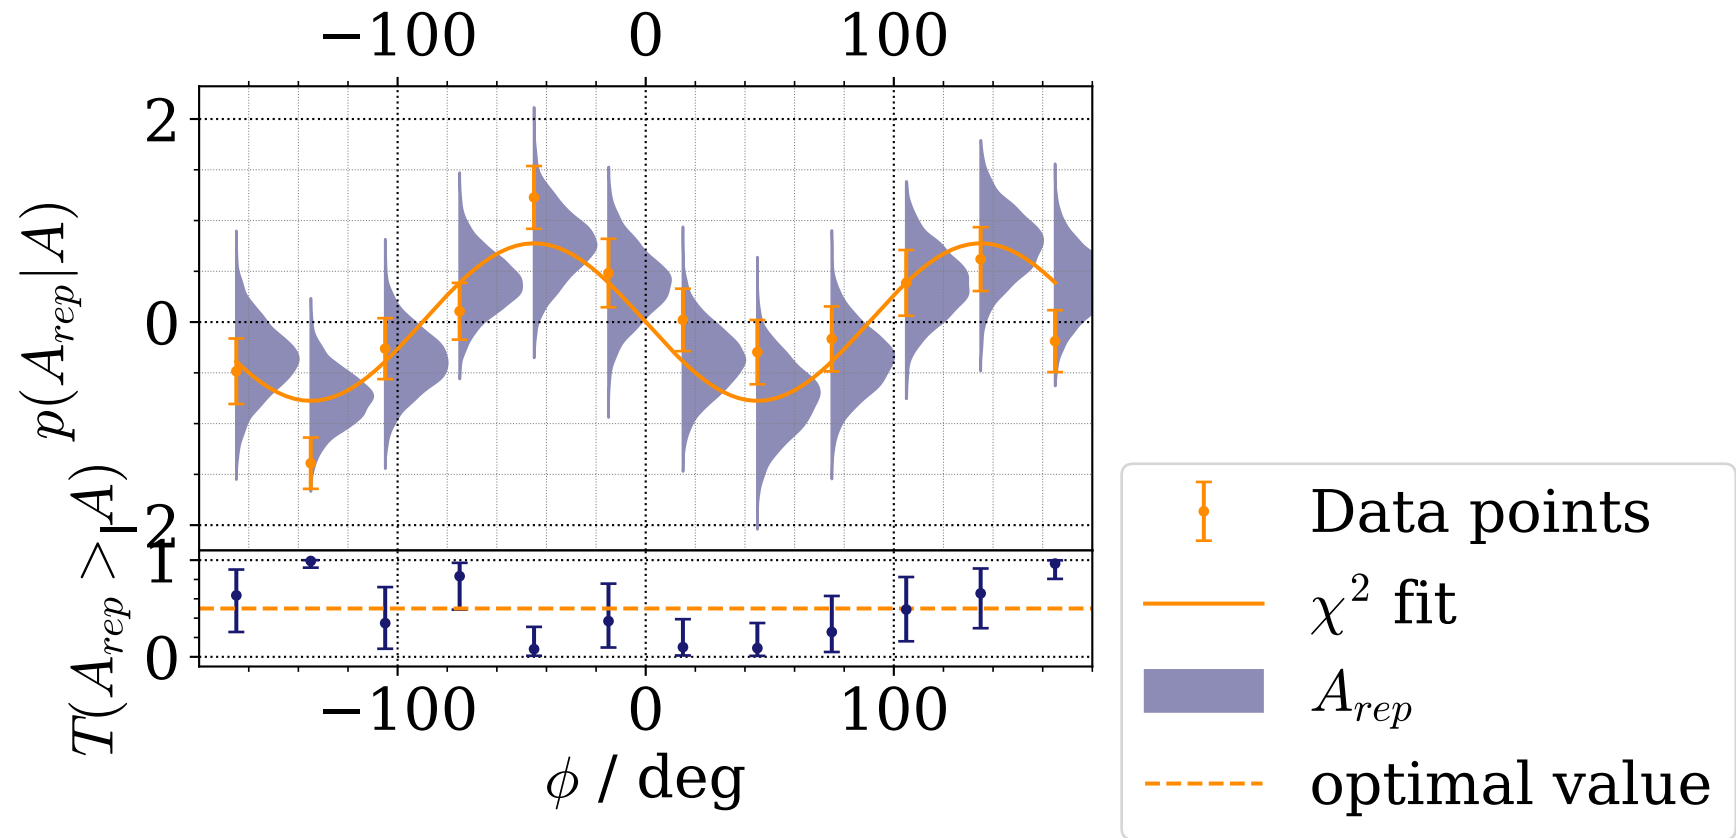 −100 0 100
2
0
−2
p(A_rep|A)
1
0
T(A_rep > A)
−100 0 100
ϕ / deg
Data points
χ² fit
A_rep
optimal value